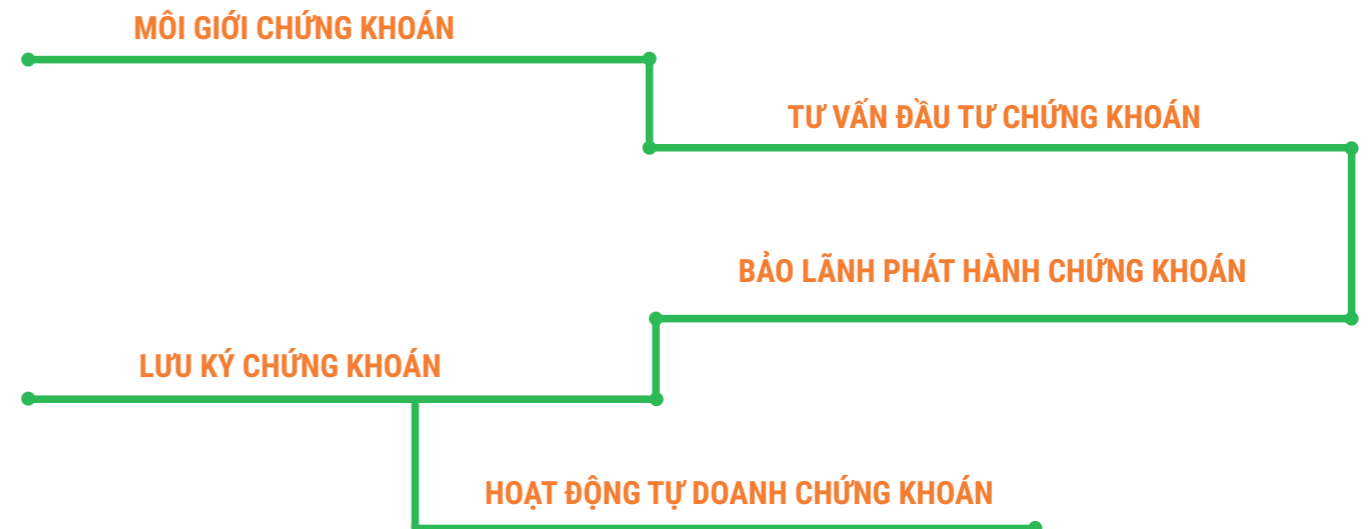 MÔI GIỚI CHỨNG KHOÁN
TƯ VẤN ĐẦU TƯ CHỨNG KHOÁN
BẢO LÃNH PHÁT HÀNH CHỨNG KHOÁN
LƯU KÝ CHỨNG KHOÁN
HOẠT ĐỘNG TỰ DOANH CHỨNG KHOÁN